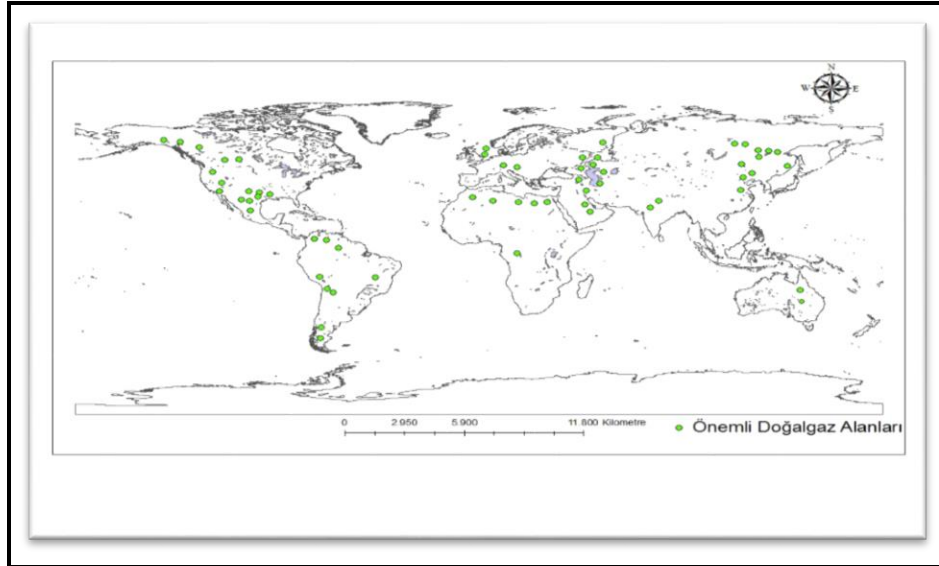 N
W E
S
0 2.950 5.900 11.800 Kilometre
Önemli Doğalgaz Alanları